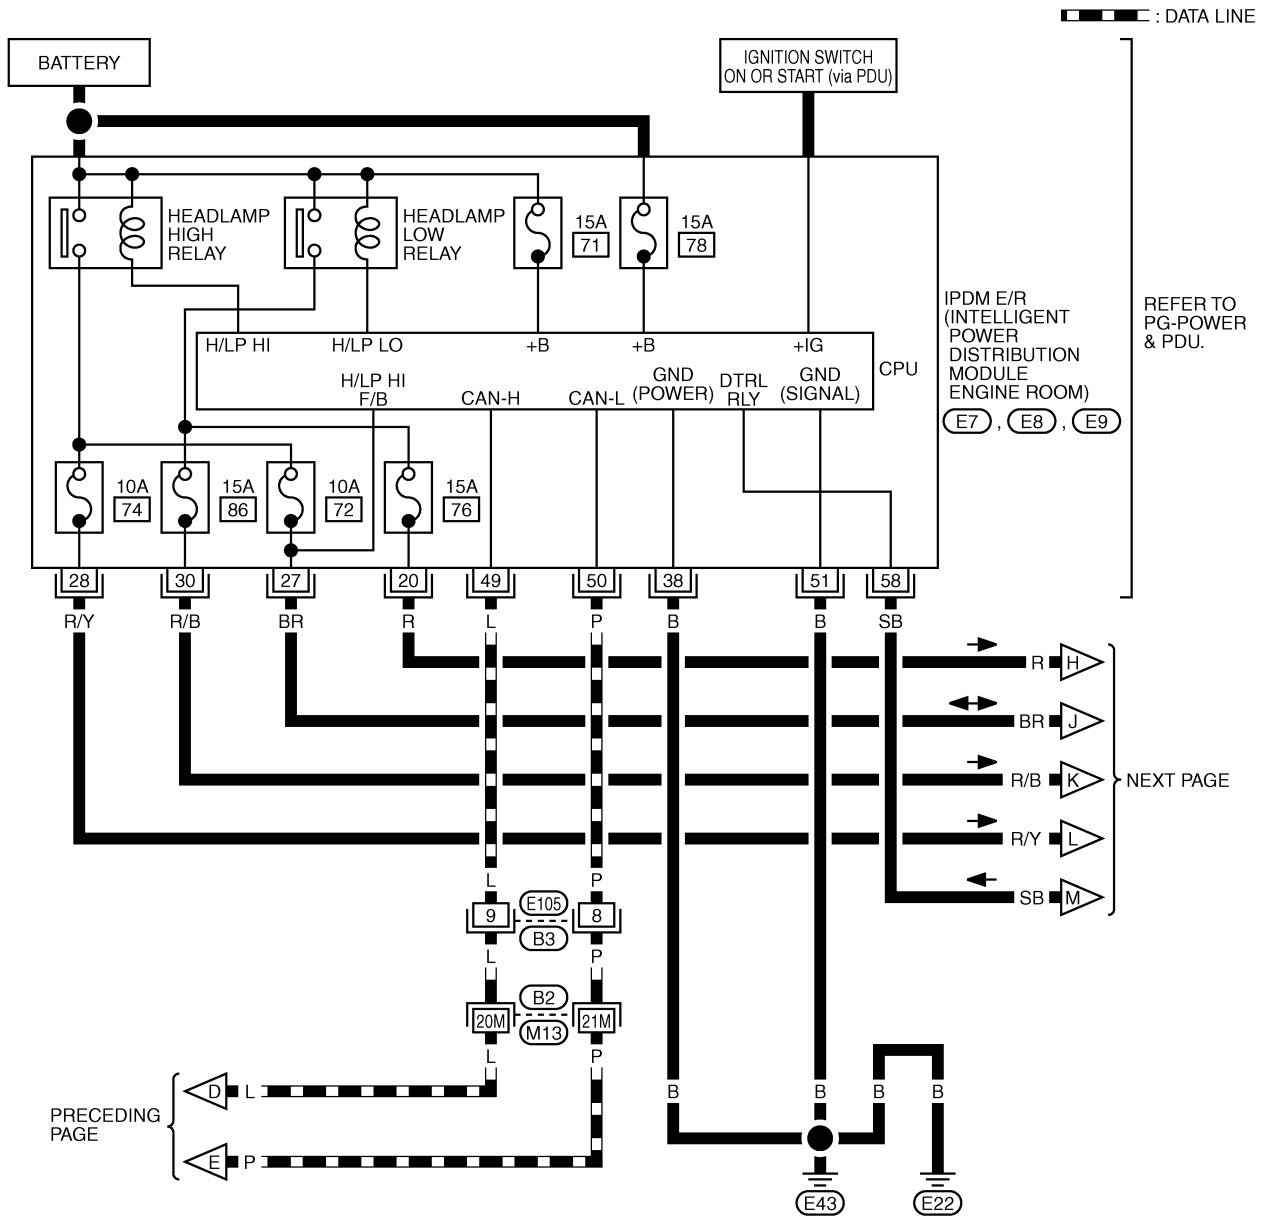 : DATA LINE
BATTERY
IGNITION SWITCH
ON OR START (via PDU)
HEADLAMP
HIGH
RELAY
HEADLAMP
LOW
RELAY
15A
71
15A
78
IPDM E/R
(INTELLIGENT
POWER
DISTRIBUTION
MODULE
ENGINE ROOM)
E7 , E8 , E9
REFER TO
PG-POWER
& PDU.
H/LP HI
H/LP LO
+B
+B
+IG
CPU
H/LP HI
F/B
CAN-H
CAN-L
GND
(POWER)
DTRL
RLY
GND
(SIGNAL)
10A
74
15A
86
10A
72
15A
76
28
30
27
20
49
50
38
51
58
R/Y
R/B
BR
R
L
P
B
B
SB
R H
BR J
R/B K
R/Y L
SB M
NEXT PAGE
L
P
9
E105
8
B3
L
P
20M
B2
21M
M13
L
P
PRECEDING
PAGE
D L
E P
B
B
B
B
E43
E22